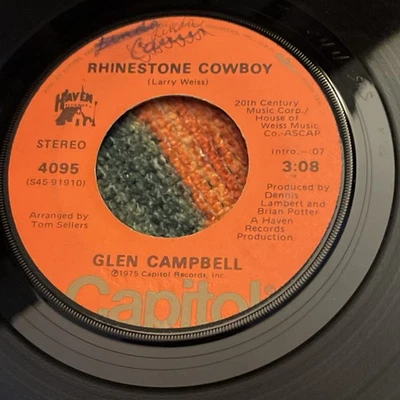 RHINESTONE COWBOY
(Larry Weiss)
HAVEN
RECORDS
STEREO
4095
(S45-91910)
Arranged by
Tom Sellers
20th Century
Music Corp./
House of
Weiss Music
Co.-ASCAP
Intro.-:07
3:08
Produced by
Dennis
Lambert and
Brian Potter
A Haven
Records
Production.
GLEN CAMPBELL
℗1975 Capitol Records, Inc.
Capitol